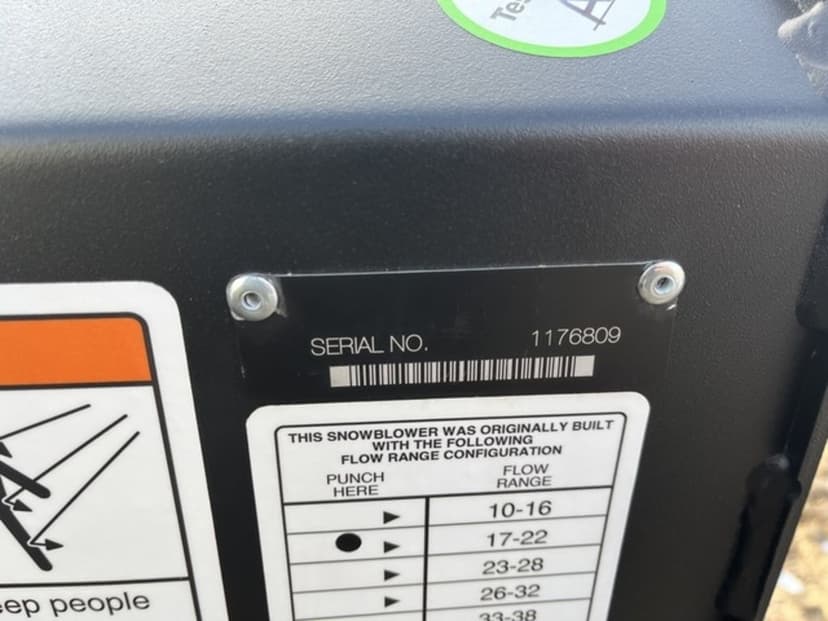 SERIAL NO. 1176809
THIS SNOWBLOWER WAS ORIGINALLY BUILT
WITH THE FOLLOWING
FLOW RANGE CONFIGURATION
PUNCH HERE
FLOW RANGE
10-16
17-22
23-28
26-32
33-38
people